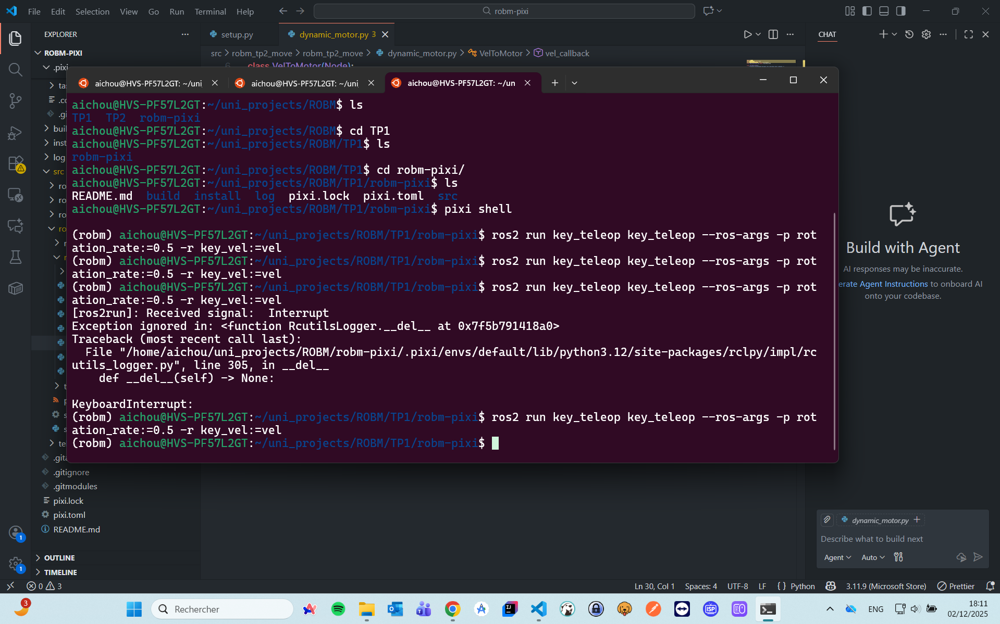 File Edit Selection View Go Run Terminal Help
robm-pixi
EXPLORER
setup.py
dynamic_motor.py 3
CHAT
ROBM-PIXI
src > robm_tp2_move > robm_tp2_move > dynamic_motor.py > VelToMotor > vel_callback
.pixi
6 class VelToMotor(Node):
aichou@HVS-PF57L2GT: ~/uni_
aichou@HVS-PF57L2GT: ~/uni_
aichou@HVS-PF57L2GT: ~/un
aichou@HVS-PF57L2GT:~/uni_projects/ROBM$ ls
TP1 TP2 robm-pixi
aichou@HVS-PF57L2GT:~/uni_projects/ROBM$ cd TP1
aichou@HVS-PF57L2GT:~/uni_projects/ROBM/TP1$ ls
robm-pixi
aichou@HVS-PF57L2GT:~/uni_projects/ROBM/TP1$ cd robm-pixi/
aichou@HVS-PF57L2GT:~/uni_projects/ROBM/TP1/robm-pixi$ ls
README.md build install log pixi.lock pixi.toml src
aichou@HVS-PF57L2GT:~/uni_projects/ROBM/TP1/robm-pixi$ pixi shell
(robm) aichou@HVS-PF57L2GT:~/uni_projects/ROBM/TP1/robm-pixi$ ros2 run key_teleop key_teleop --ros-args -p rot
ation_rate:=0.5 -r key_vel:=vel
(robm) aichou@HVS-PF57L2GT:~/uni_projects/ROBM/TP1/robm-pixi$ ros2 run key_teleop key_teleop --ros-args -p rot
ation_rate:=0.5 -r key_vel:=vel
(robm) aichou@HVS-PF57L2GT:~/uni_projects/ROBM/TP1/robm-pixi$ ros2 run key_teleop key_teleop --ros-args -p rot
ation_rate:=0.5 -r key_vel:=vel
[ros2run]: Received signal:  Interrupt
Exception ignored in: <function RcutilsLogger.__del__ at 0x7f5b791418a0>
Traceback (most recent call last):
  File "/home/aichou/uni_projects/ROBM/robm-pixi/.pixi/envs/default/lib/python3.12/site-packages/rclpy/impl/rc
utils_logger.py", line 305, in __del__
    def __del__(self) -> None:
KeyboardInterrupt:
(robm) aichou@HVS-PF57L2GT:~/uni_projects/ROBM/TP1/robm-pixi$ ros2 run key_teleop key_teleop --ros-args -p rot
ation_rate:=0.5 -r key_vel:=vel
(robm) aichou@HVS-PF57L2GT:~/uni_projects/ROBM/TP1/robm-pixi$
ta
.co
.gi
buil
inst
log
src
ro
ro
ro
ro
te
.gita
.gitignore
.gitmodules
pixi.lock
pixi.toml
README.md
OUTLINE
TIMELINE
Build with Agent
AI responses may be inaccurate.
erate Agent Instructions to onboard AI
onto your codebase.
dynamic_motor.py
Describe what to build next
Agent
Auto
1
1
0 3
Ln 30, Col 1 Spaces: 4 UTF-8 LF { } Python 3.11.9 (Microsoft Store) Prettier
3
Rechercher
IJ
ISP
ENG
18:11
02/12/2025